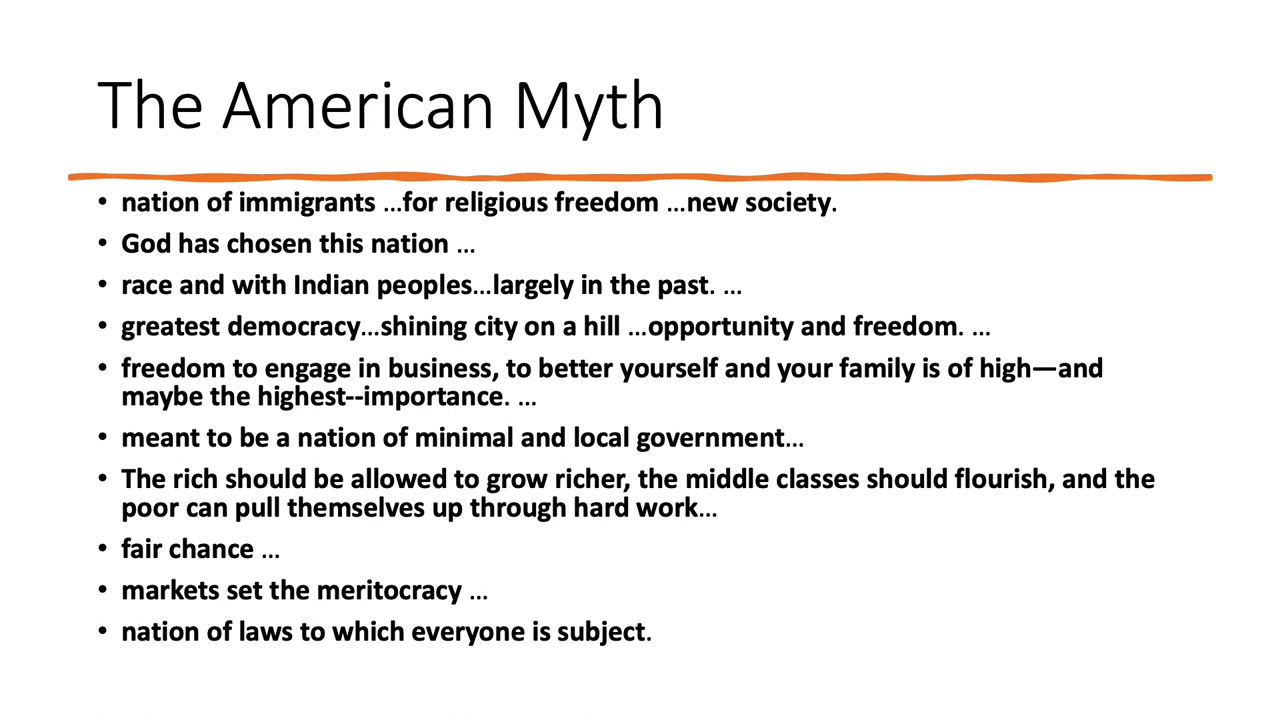 The American Myth
• nation of immigrants …for religious freedom …new society.
• God has chosen this nation …
• race and with Indian peoples…largely in the past. …
• greatest democracy…shining city on a hill …opportunity and freedom. …
• freedom to engage in business, to better yourself and your family is of high—and
maybe the highest--importance. …
• meant to be a nation of minimal and local government…
• The rich should be allowed to grow richer, the middle classes should flourish, and the
poor can pull themselves up through hard work…
• fair chance …
• markets set the meritocracy …
• nation of laws to which everyone is subject.